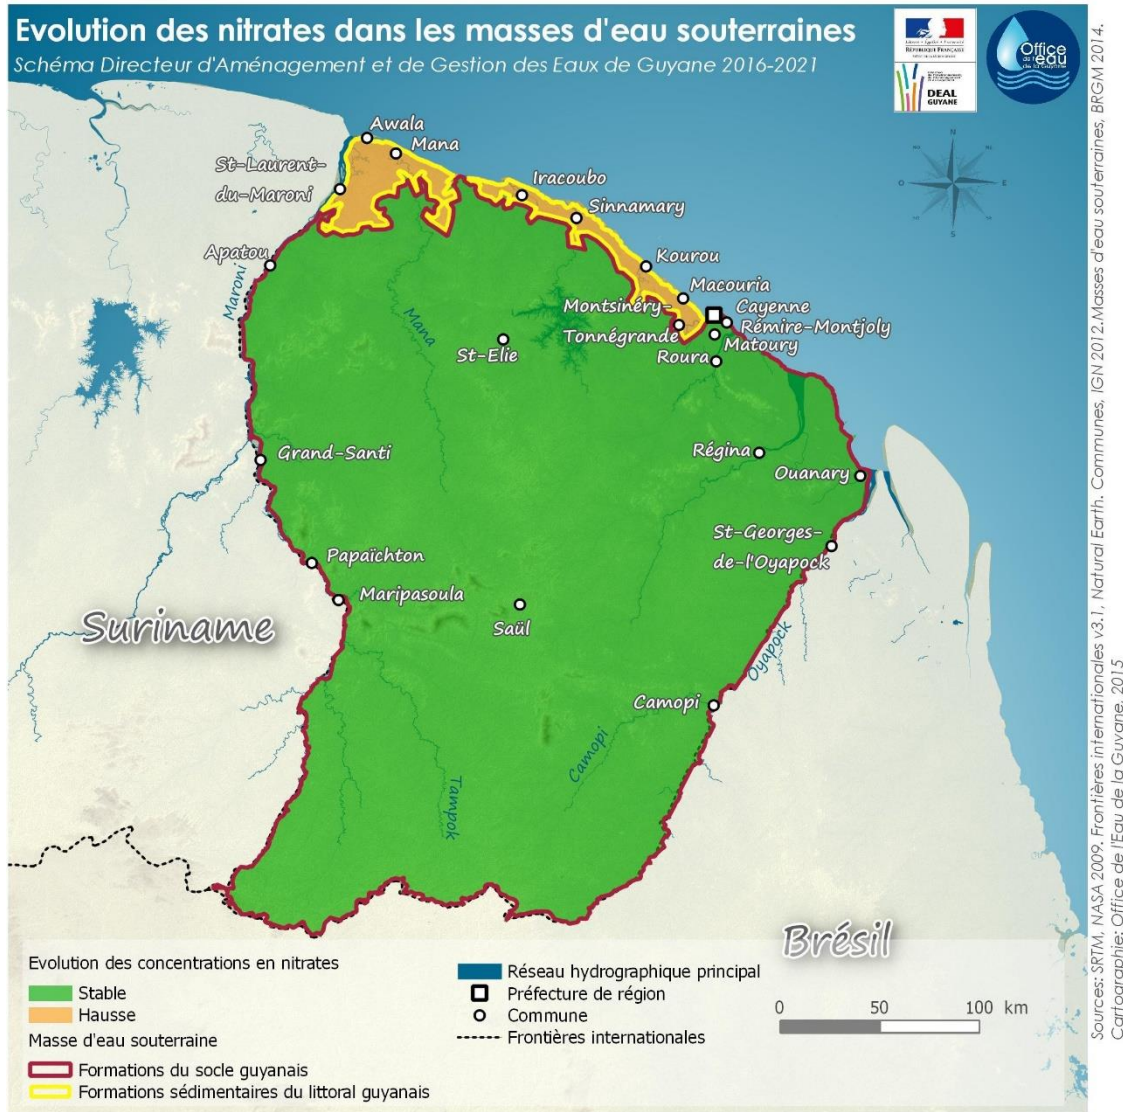 Evolution des nitrates dans les masses d'eau souterraines
Schéma Directeur d'Aménagement et de Gestion des Eaux de Guyane 2016-2021
RÉPUBLIQUE FRANÇAISE
DEAL
GUYANE
Office
de l'eau
de la Guyane
N
O
E
S
Awala
Mana
St-Laurent-
du-Maroni
Iracoubo
Sinnamary
Apatou
Kourou
Maroni
Macouria
Mana
Montsinéry-
Tonnégrande
Cayenne
Rémire-Montjoly
Matoury
St-Elie
Roura
Grand-Santi
Régina
Ouanary
St-Georges-
de-l'Oyapock
Papaïchton
Maripasoula
Saül
Suriname
Oyapock
Camopi
Camopi
Tampok
Brésil
Evolution des concentrations en nitrates
Stable
Hausse
Masse d'eau souterraine
Formations du socle guyanais
Formations sédimentaires du littoral guyanais
Réseau hydrographique principal
Préfecture de région
Commune
Frontières internationales
0 50 100 km
Sources: SRTM, NASA 2009. Frontières internationales v3.1, Natural Earth. Communes, IGN 2012.Masses d'eau souterraines, BRGM 2014.
Cartographie: Office de l'Eau de la Guyane, 2015